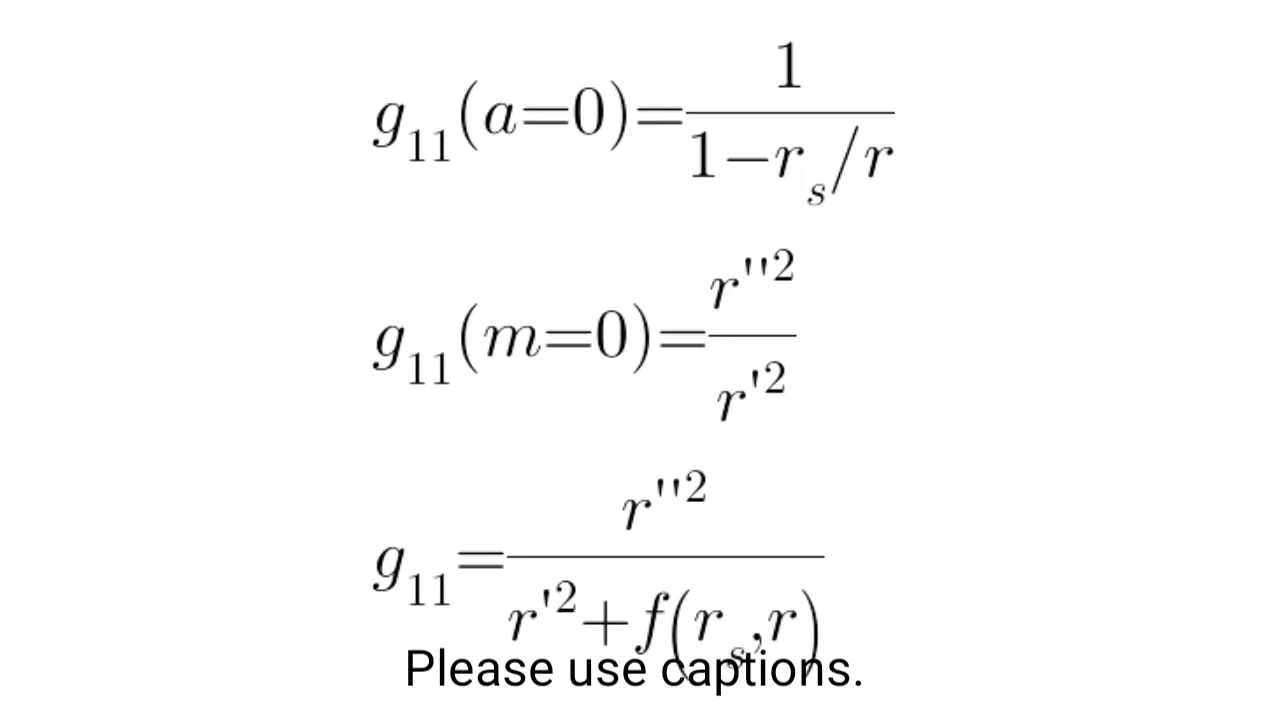 g₁₁(a=0)=1/(1−rₛ/r)
g₁₁(m=0)=r''²/r'²
g₁₁=r''²/(r'²+f(rₛ,r))
Please use captions.